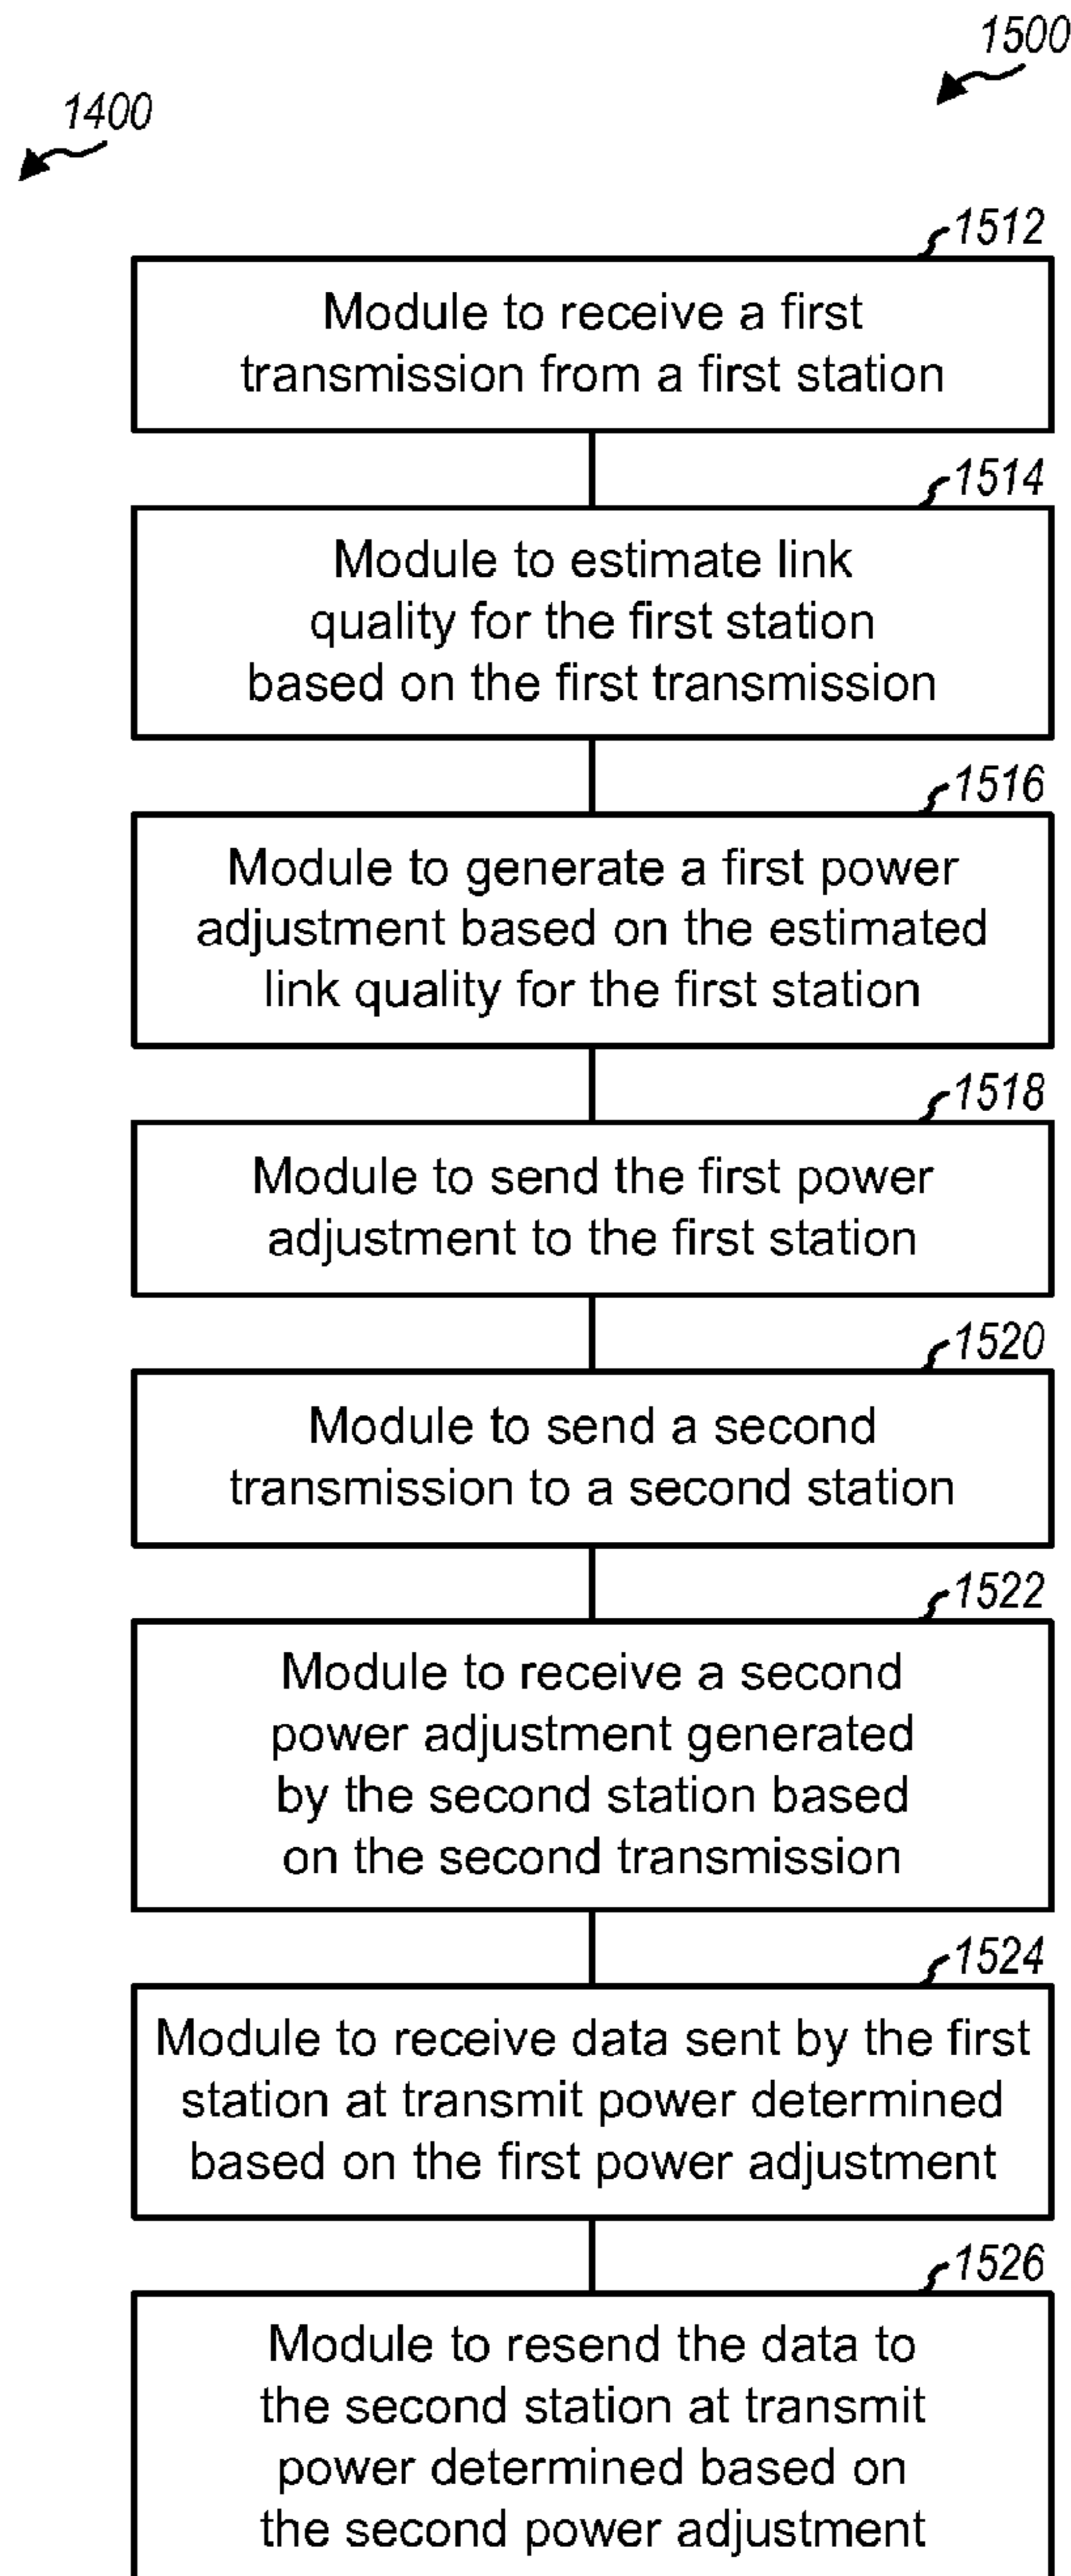 1500
1400
1512
Module to receive a first
transmission from a first station
1514
Module to estimate link
quality for the first station
based on the first transmission
1516
Module to generate a first power
adjustment based on the estimated
link quality for the first station
1518
Module to send the first power
adjustment to the first station
1520
Module to send a second
transmission to a second station
1522
Module to receive a second
power adjustment generated
by the second station based
on the second transmission
1524
Module to receive data sent by the first
station at transmit power determined
based on the first power adjustment
1526
Module to resend the data to
the second station at transmit
power determined based on
the second power adjustment